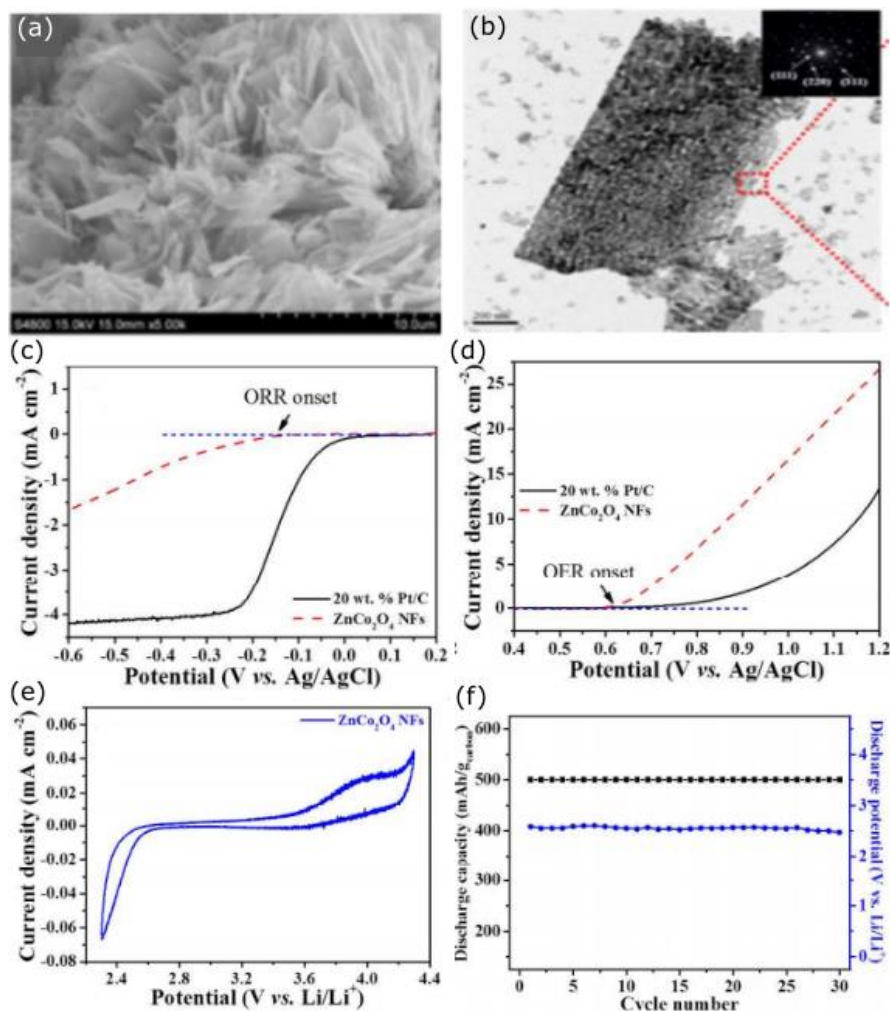 (a)
S4800 15.0kV 15.0mm x5.00k 10.0um
(b)
(220)
200 nm
(c)
Current density (mA cm⁻²)
1
0
-1
-2
-3
-4
ORR onset
20 wt. % Pt/C
ZnCo₂O₄ NFs
-0.6 -0.5 -0.4 -0.3 -0.2 -0.1 0.0 0.1 0.2
Potential (V vs. Ag/AgCl)
(d)
Current density (mA cm⁻²)
25
20
15
10
5
0
20 wt. % Pt/C
ZnCo₂O₄ NFs
OER onset
0.4 0.5 0.6 0.7 0.8 0.9 1.0 1.1 1.2
Potential (V vs. Ag/AgCl)
(e)
Current density (mA cm⁻²)
0.06
0.04
0.02
0.00
-0.02
-0.04
-0.06
-0.08
ZnCo₂O₄ NFs
2.4 3.0 3.6 4.0 4.4
Potential (V vs. Li/Li⁺)
(f)
Discharge capacity (mAh/gcarbon)
600
500
400
300
200
100
Discharge potential (V vs. Li/Li⁺)
4
3
2
1
0
0 5 10 15 20 25 30
Cycle number